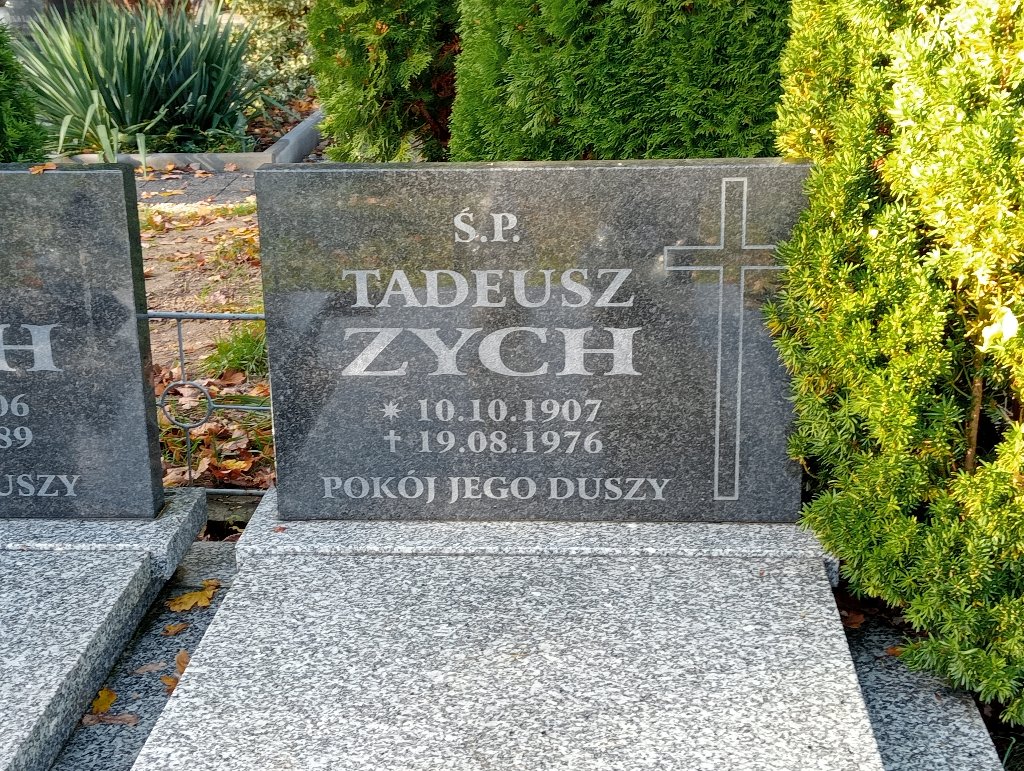 Ś.P.
TADEUSZ
ZYCH
10.10.1907
19.08.1976
POKÓJ JEGO DUSZY